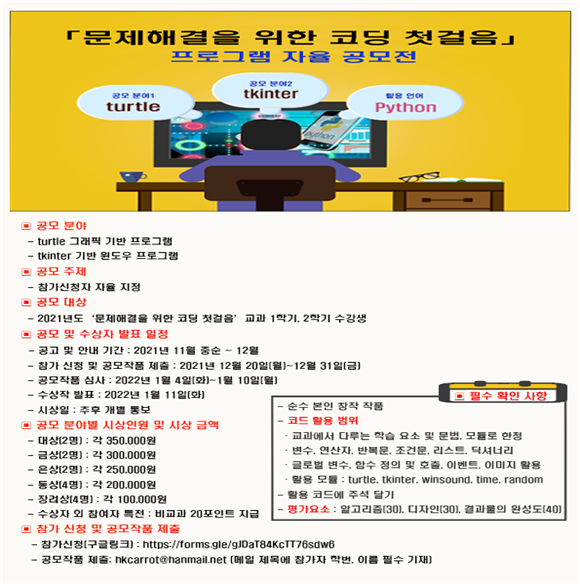 「문제해결을 위한 코딩 첫걸음」
프로그램 자율 공모전
공모 분야1
turtle
공모 분야2
tkinter
활용 언어
Python
python
▣ 공모 분야
- turtle 그래픽 기반 프로그램
- tkinter 기반 윈도우 프로그램
▣ 공모 주제
- 참가신청자 자율 지정
▣ 공모 대상
- 2021년도 '문제해결을 위한 코딩 첫걸음' 교과 1학기, 2학기 수강생
▣ 공모 및 수상자 발표 일정
- 공고 및 안내 기간 : 2021년 11월 중순 ~ 12월
- 참가 신청 및 공모작품 제출 : 2021년 12월 20일(월)~12월 31일(금)
- 공모작품 심사 : 2022년 1월 4일(화)~1월 10일(월)
- 수상작 발표 : 2022년 1월 11일(화)
- 시상일 : 추후 개별 통보
▣ 공모 분야별 시상인원 및 시상 금액
- 대상(2명) : 각 350.000원
- 금상(2명) : 각 300.000원
- 은상(2명) : 각 250.000원
- 동상(4명) : 각 200.000원
- 장려상(4명) : 각 100.000원
- 수상자 외 참여자 특전 : 비교과 20포인트 지급
▣ 필수 확인 사항
- 순수 본인 창작 작품
- 코드 활용 범위
· 교과에서 다루는 학습 요소 및 문법, 모듈로 한정
· 변수, 연산자, 반복문, 조건문, 리스트, 딕셔너리
· 글로벌 변수, 함수 정의 및 호출, 이벤트, 이미지 활용
· 활용 모듈 : turtle, tkinter, winsound, time, random
- 활용 코드에 주석 달기
- 평가요소 : 알고리즘(30), 디자인(30), 결과물의 완성도(40)
▣ 참가 신청 및 공모작품 제출
- 참가신청(구글링크) : https://forms.gle/gJDaT84KcTT76sdw6
- 공모작품 제출: hkcarrot@hanmail.net (메일 제목에 참가자 학번, 이름 필수 기재)